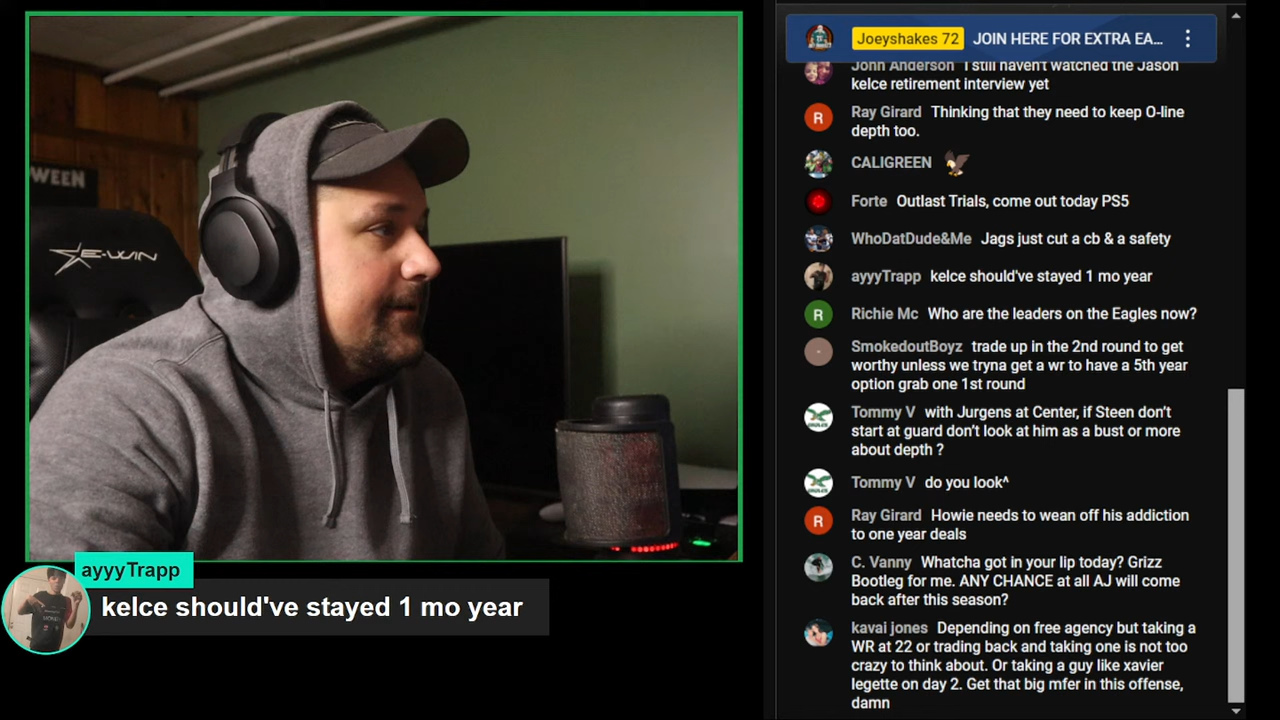 WEEN
E-WIN
ayyyTrapp
kelce should've stayed 1 mo year
Joeyshakes 72 JOIN HERE FOR EXTRA EA...
John Anderson I still haven't watched the Jason
kelce retirement interview yet
R Ray Girard Thinking that they need to keep O-line
depth too.
CALIGREEN
Forte Outlast Trials, come out today PS5
WhoDatDude&Me Jags just cut a cb & a safety
ayyyTrapp kelce should've stayed 1 mo year
R Richie Mc Who are the leaders on the Eagles now?
SmokedoutBoyz trade up in the 2nd round to get
worthy unless we tryna get a wr to have a 5th year
option grab one 1st round
Tommy V with Jurgens at Center, if Steen don't
start at guard don't look at him as a bust or more
about depth ?
Tommy V do you look^
R Ray Girard Howie needs to wean off his addiction
to one year deals
C. Vanny Whatcha got in your lip today? Grizz
Bootleg for me. ANY CHANCE at all AJ will come
back after this season?
kavai jones Depending on free agency but taking a
WR at 22 or trading back and taking one is not too
crazy to think about. Or taking a guy like xavier
legette on day 2. Get that big mfer in this offense,
damn